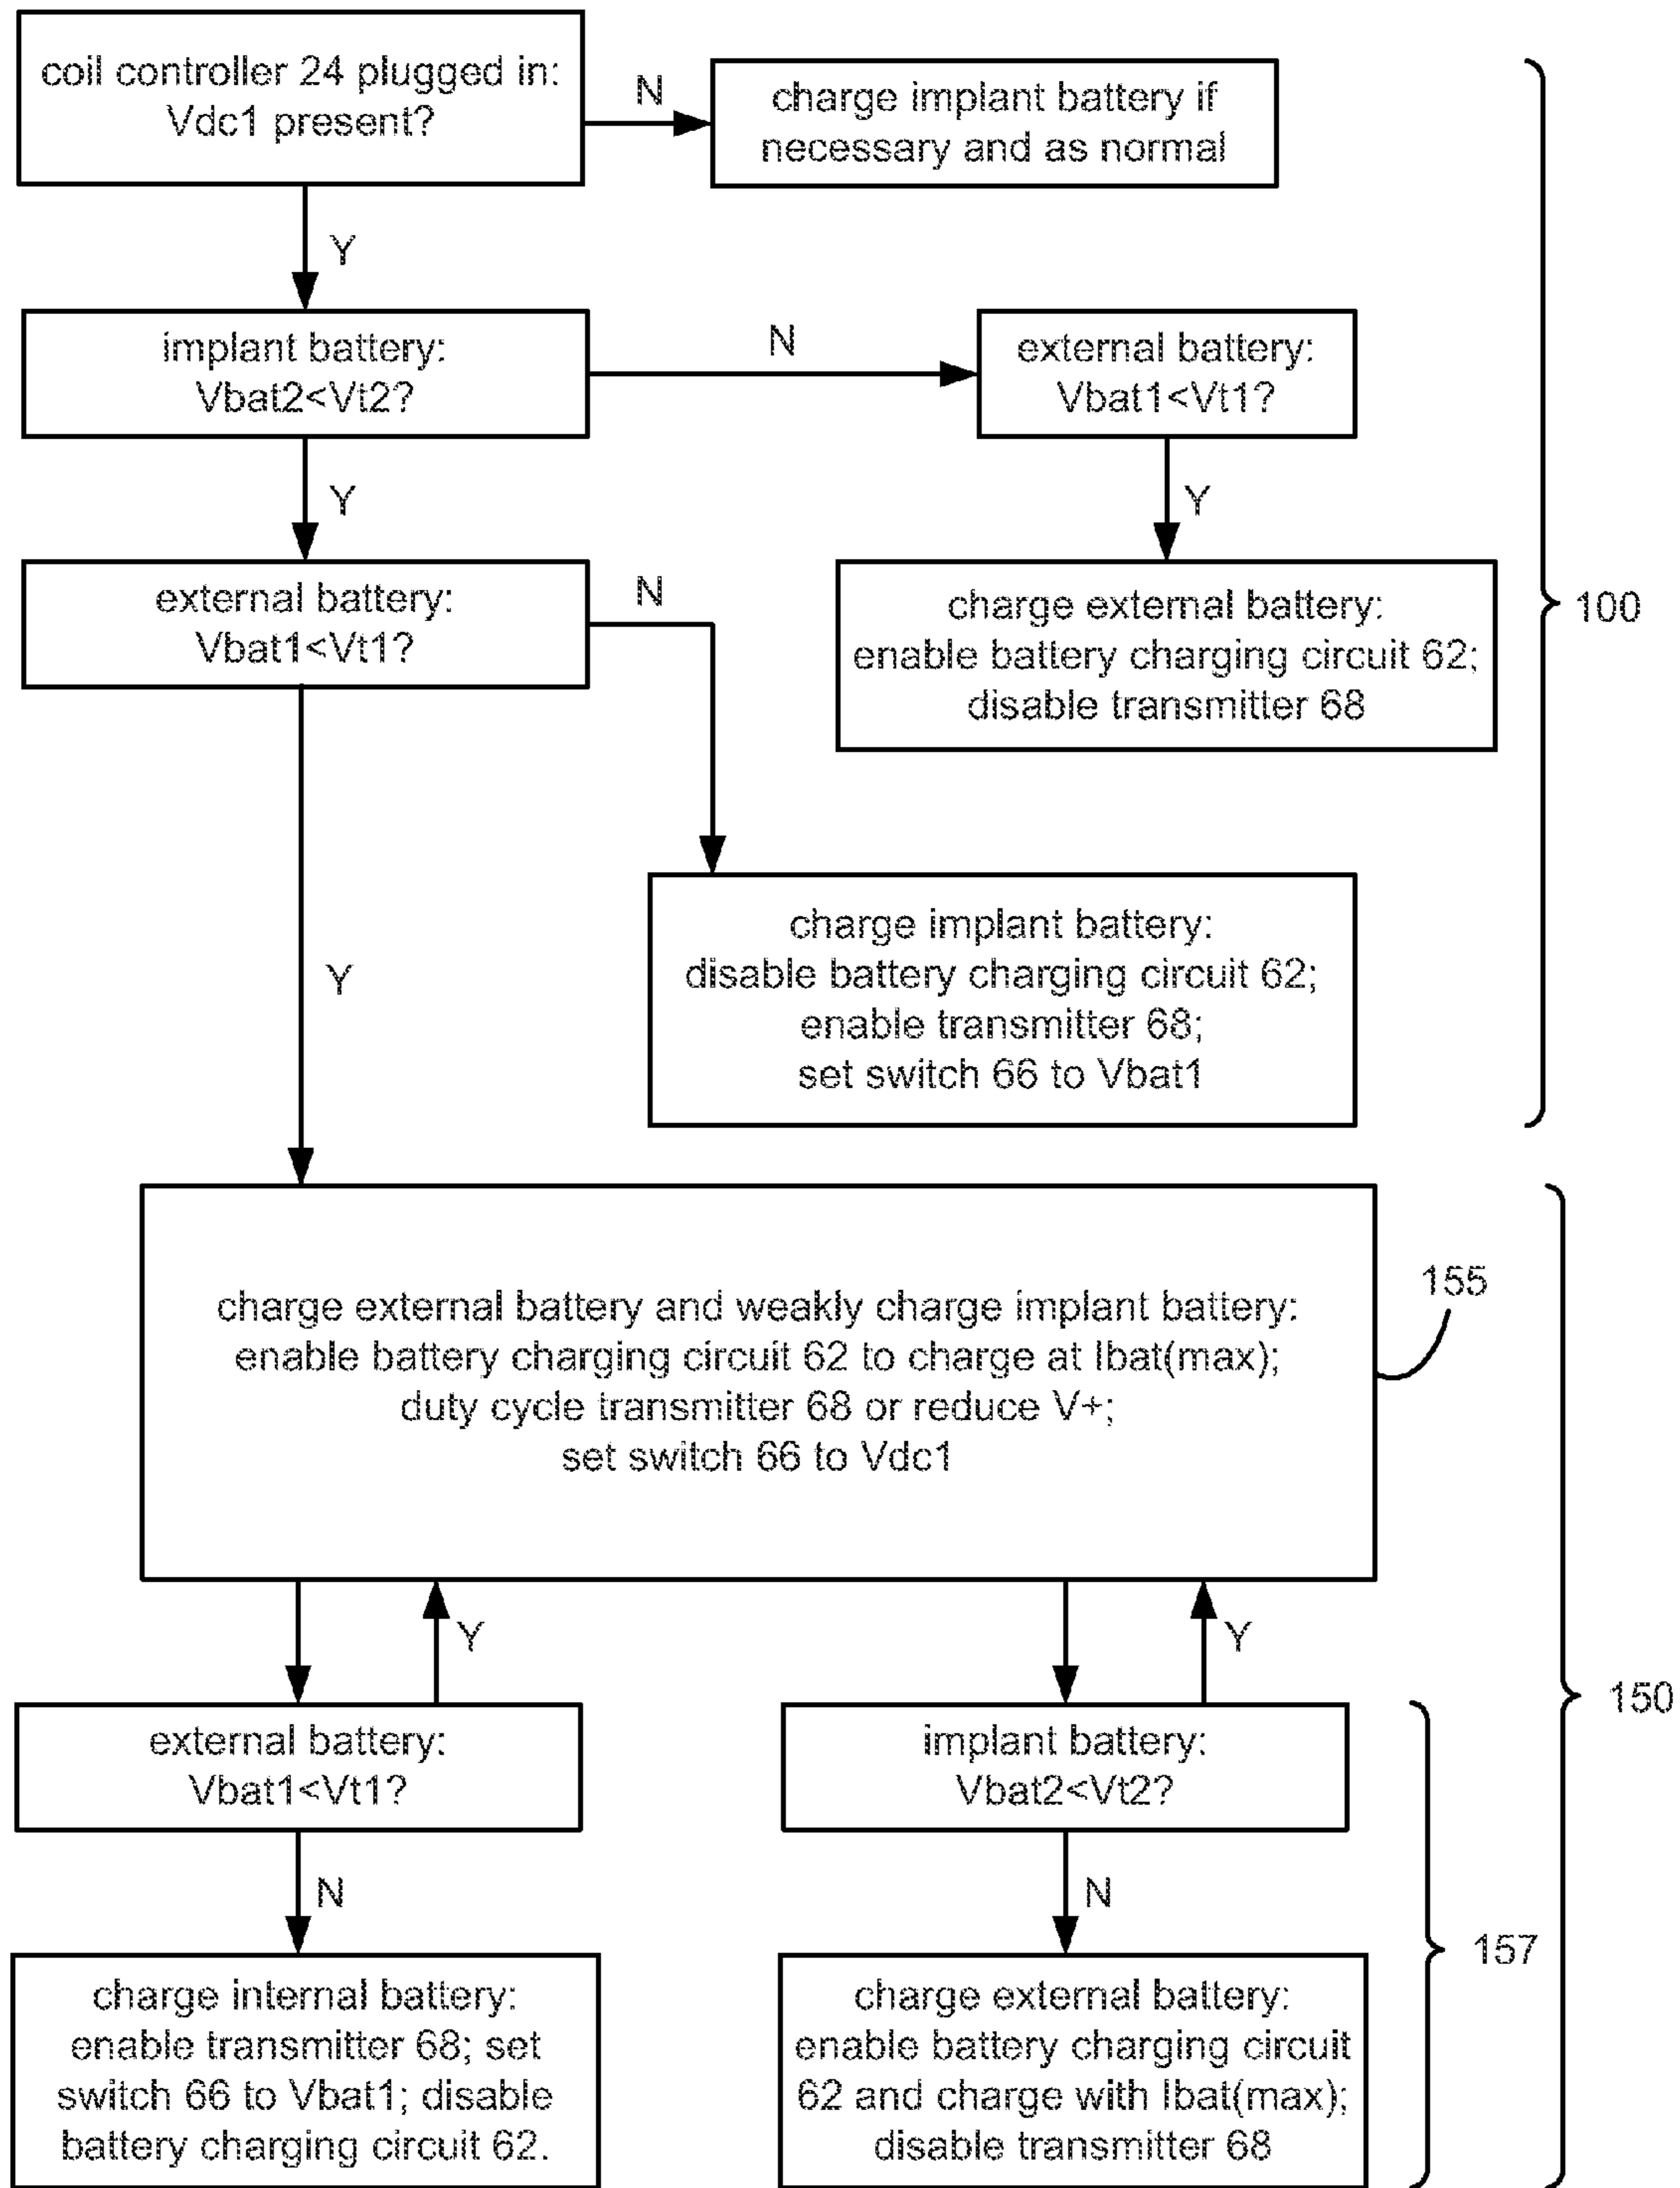 coil controller 24 plugged in:
Vdc1 present?
N
charge implant battery if
necessary and as normal
Y
implant battery:
Vbat2<Vt2?
N
external battery:
Vbat1<Vt1?
Y
Y
external battery:
Vbat1<Vt1?
N
charge external battery:
enable battery charging circuit 62;
disable transmitter 68
100
charge implant battery:
disable battery charging circuit 62;
enable transmitter 68;
set switch 66 to Vbat1
Y
155
charge external battery and weakly charge implant battery:
enable battery charging circuit 62 to charge at Ibat(max);
duty cycle transmitter 68 or reduce V+;
set switch 66 to Vdc1
Y
Y
150
external battery:
Vbat1<Vt1?
implant battery:
Vbat2<Vt2?
N
N
157
charge internal battery:
enable transmitter 68; set
switch 66 to Vbat1; disable
battery charging circuit 62.
charge external battery:
enable battery charging circuit
62 and charge with Ibat(max);
disable transmitter 68